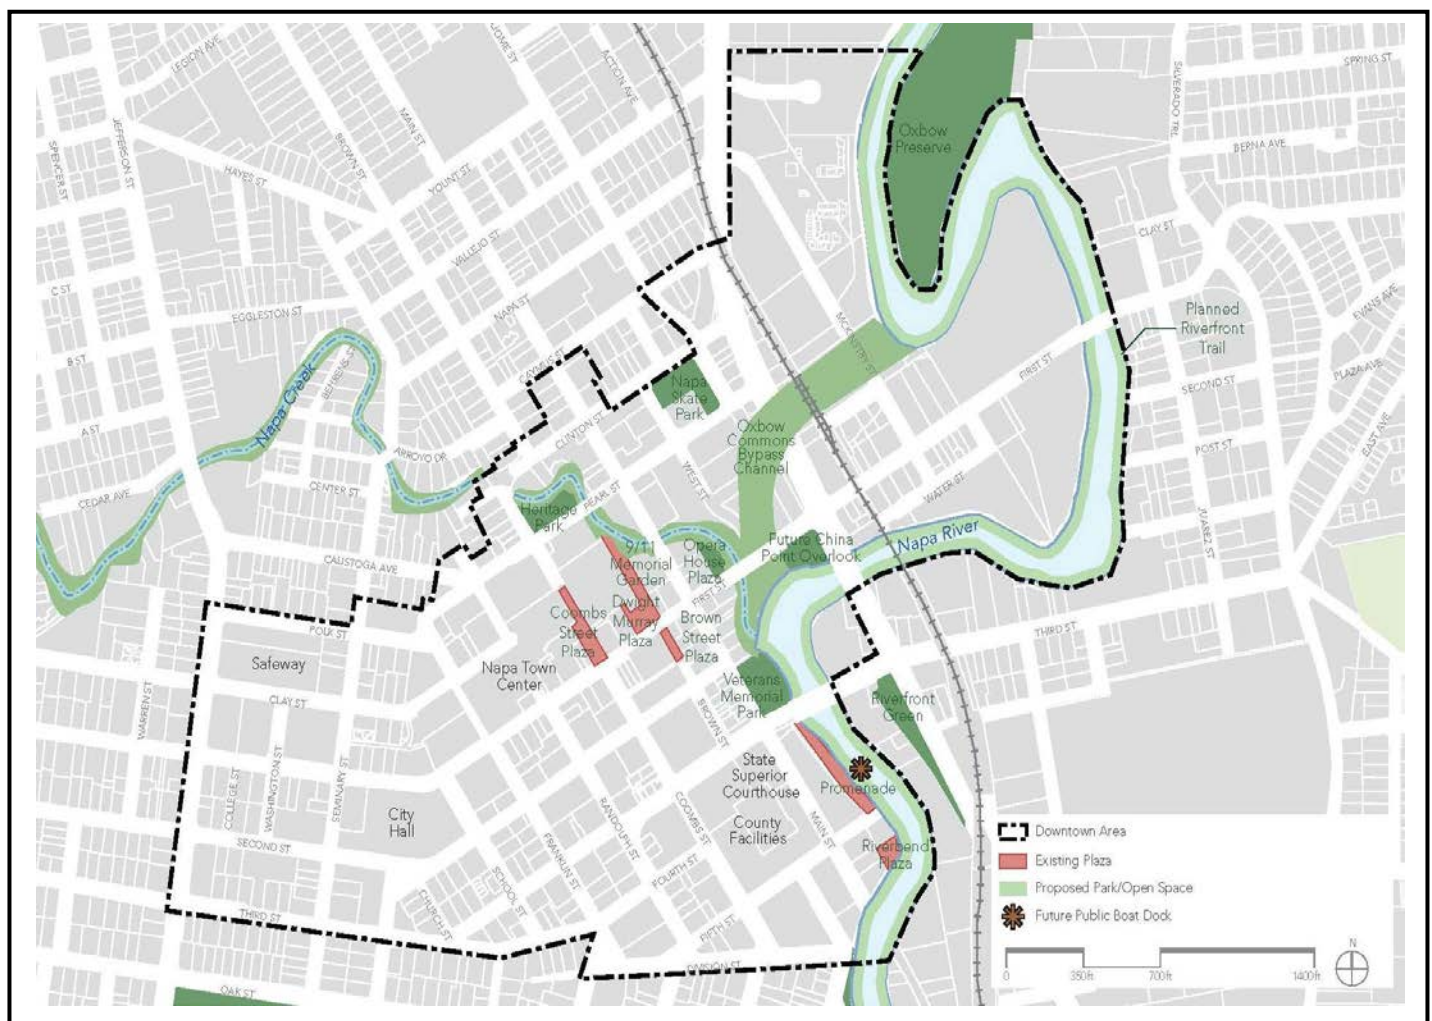 LEGION AVE
ACTION AVE
SPRING ST
MAIN ST
SILVERADO TRL
JEFFERSON ST
SPENCER ST
BROWN ST
Oxbow
Preserve
BERNA AVE
HAYES ST
YOUNT ST
CLAY ST
VALLEJO ST
C ST
EGGLESTON ST
NAPA ST
EVANS AVE
Planned
Riverfront
Trail
MCKINSTRY ST
B ST
BEHRENS ST
CAYMUS ST
FIRST ST
PLAZA AVE
Napa Creek
Napa
Skate
Park
SECOND ST
A ST
CLINTON ST
Oxbow
Commons
Bypass
Channel
EAST AVE
ARROYO DR
POST ST
CENTER ST
WEST ST
CEDAR AVE
PEARL ST
WATER ST
Heritage
Park
JUAREZ ST
Napa River
Future China
Point Overlook
9/11
Memorial
Garden
Opera
House
Plaza
CALISTOGA AVE
FIRST ST
Coombs
Street
Plaza
Dwight
Murray
Plaza
Brown
Street
Plaza
POLK ST
THIRD ST
Safeway
Napa Town
Center
Veterans
Memorial
Park
Riverfront
Green
WARREN ST
CLAY ST
BROWN ST
State
Superior
Courthouse
Promenade
COLLEGE ST
WASHINGTON ST
SEMINARY ST
City
Hall
RANDOLPH ST
COOMBS ST
County
Facilities
MAIN ST
Riverbend
Plaza
SECOND ST
FRANKLIN ST
FOURTH ST
SCHOOL ST
CHURCH ST
THIRD ST
FIFTH ST
DIVISION ST
OAK ST
Downtown Area
Existing Plaza
Proposed Park/Open Space
Future Public Boat Dock
N
0 350ft 700ft 1400ft